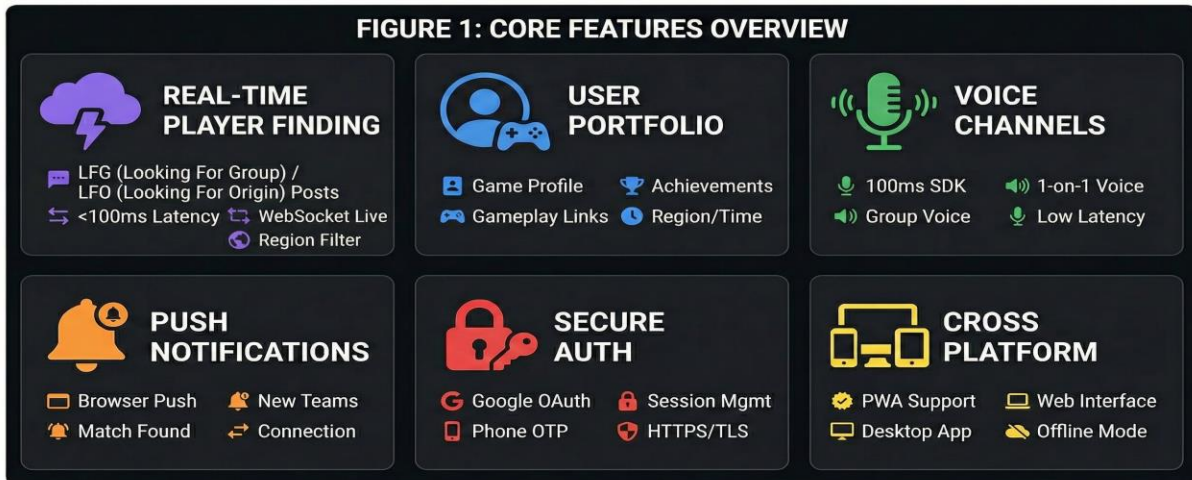 FIGURE 1: CORE FEATURES OVERVIEW
REAL-TIME
PLAYER FINDING
LFG (Looking For Group) /
LFO (Looking For Origin) Posts
<100ms Latency
WebSocket Live
Region Filter
USER
PORTFOLIO
Game Profile
Achievements
Gameplay Links
Region/Time
VOICE
CHANNELS
100ms SDK
1-on-1 Voice
Group Voice
Low Latency
PUSH
NOTIFICATIONS
Browser Push
New Teams
Match Found
Connection
SECURE
AUTH
Google OAuth
Session Mgmt
Phone OTP
HTTPS/TLS
CROSS
PLATFORM
PWA Support
Web Interface
Desktop App
Offline Mode